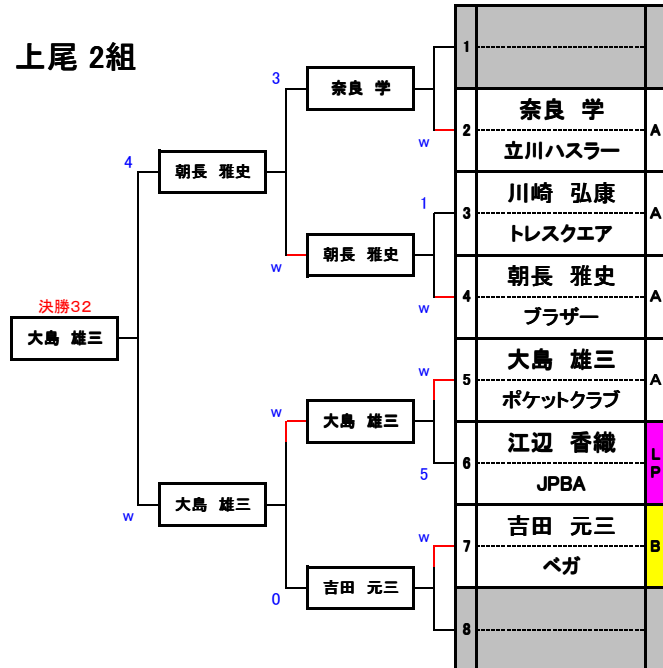 上尾 2組
1
3
奈良　学
奈良　学
2
A
w
立川ハスラー
4
朝長　雅史
川崎　弘康
1
3
A
トレスクエア
w
朝長　雅史
朝長　雅史
4
A
w
ブラザー
決勝32
大島　雄三
大島　雄三
w
5
A
ポケットクラブ
w
大島　雄三
江辺　香織
LP
6
5
JPBA
大島　雄三
w
吉田　元三
w
7
B
ベガ
吉田　元三
0
8